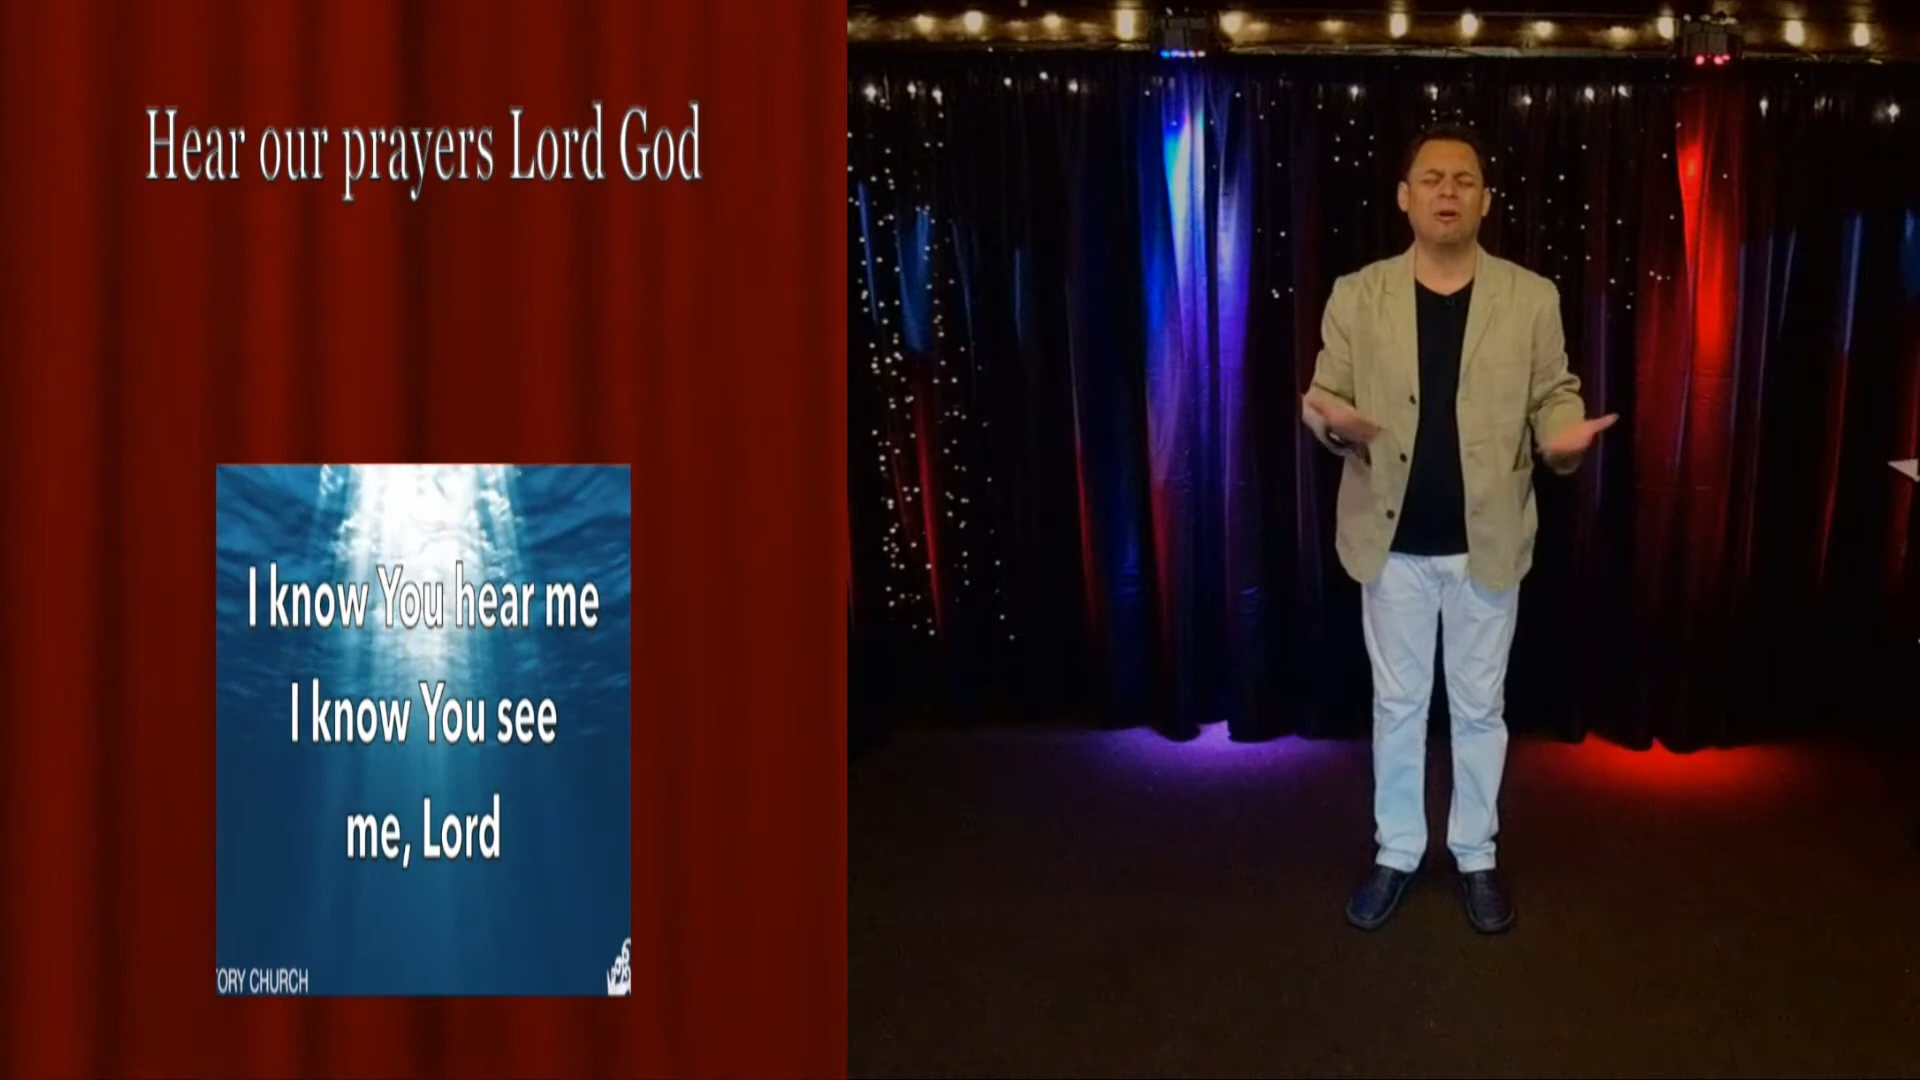 Hear our prayers Lord God
I know You hear me
I know You see
me, Lord
ORY CHURCH